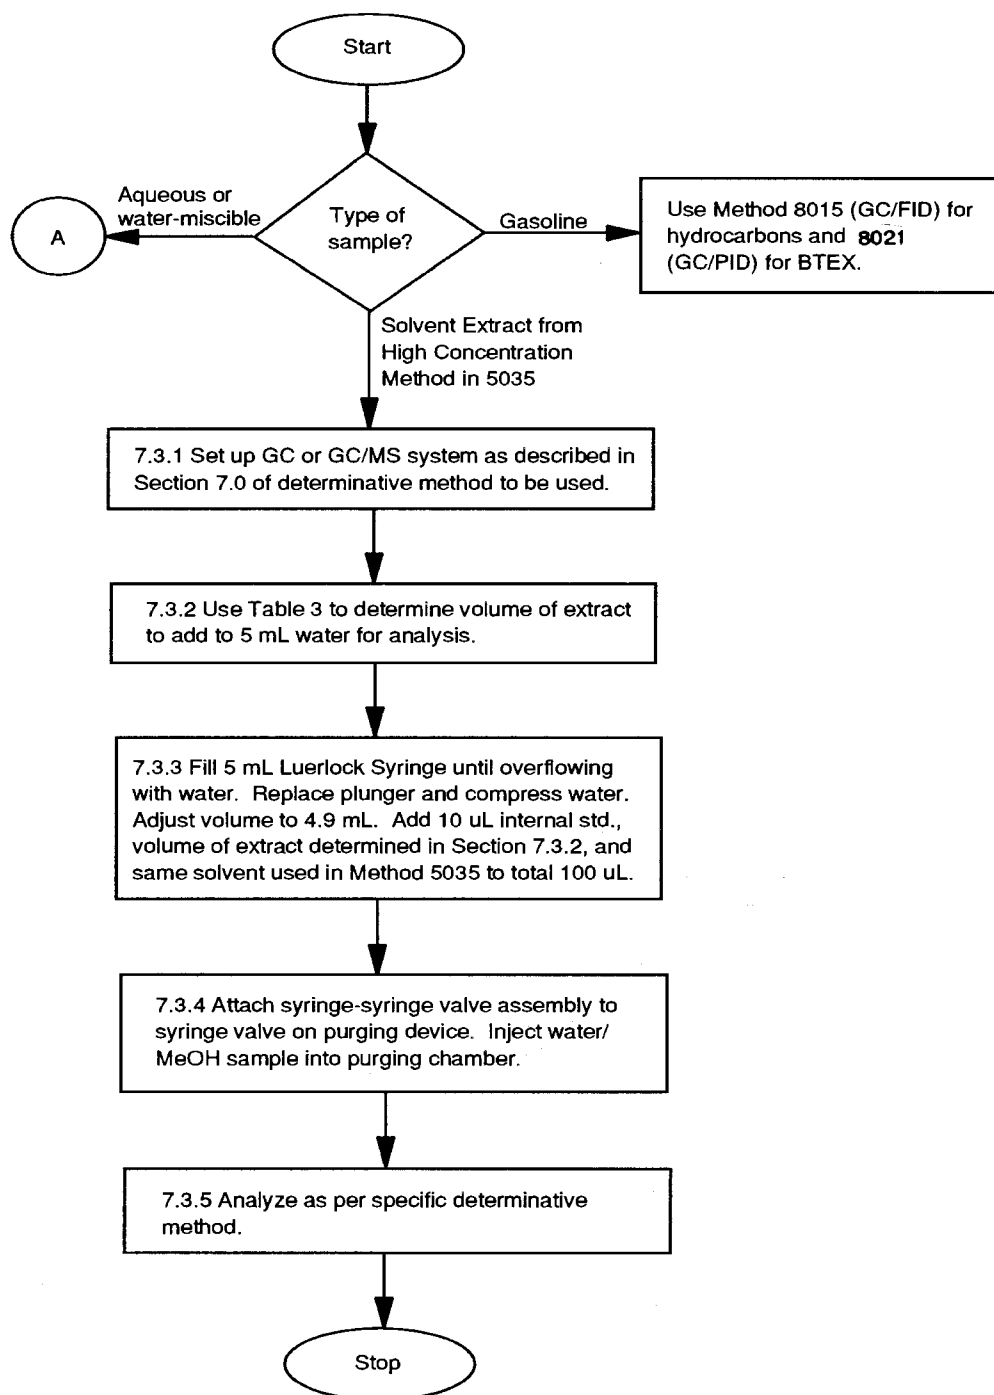 Start
Aqueous or
water-miscible
A
Type of
sample?
Gasoline
Use Method 8015 (GC/FID) for
hydrocarbons and 8021
(GC/PID) for BTEX.
Solvent Extract from
High Concentration
Method in 5035
7.3.1 Set up GC or GC/MS system as described in
Section 7.0 of determinative method to be used.
7.3.2 Use Table 3 to determine volume of extract
to add to 5 mL water for analysis.
7.3.3 Fill 5 mL Luerlock Syringe until overflowing
with water. Replace plunger and compress water.
Adjust volume to 4.9 mL. Add 10 uL internal std.,
volume of extract determined in Section 7.3.2, and
same solvent used in Method 5035 to total 100 uL.
7.3.4 Attach syringe-syringe valve assembly to
syringe valve on purging device. Inject water/
MeOH sample into purging chamber.
7.3.5 Analyze as per specific determinative
method.
Stop